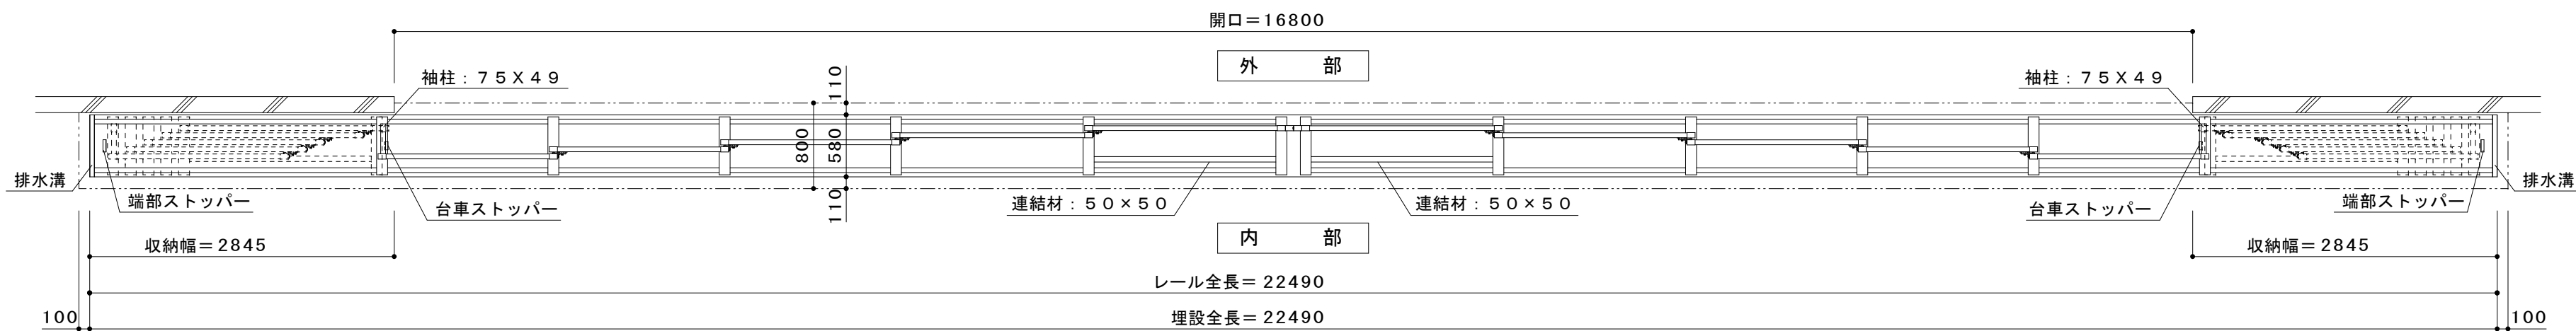 開口＝16800
外　　部
袖柱：７５Ｘ４９
袖柱：７５Ｘ４９
110
800
580
110
排水溝
端部ストッパー
台車ストッパー
連結材：５０×５０
連結材：５０×５０
台車ストッパー
端部ストッパー
排水溝
内　　部
収納幅＝2845
収納幅＝2845
レール全長＝22490
100
埋設全長＝22490
100